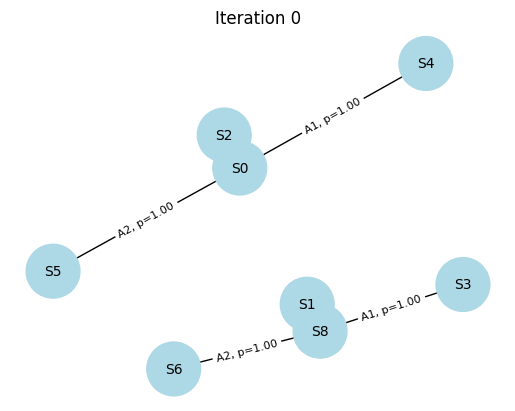 Iteration 0
S4
A1, p=1.00
S2
S0
A2, p=1.00
S5
S3
S1
A1, p=1.00
S8
A2, p=1.00
S6